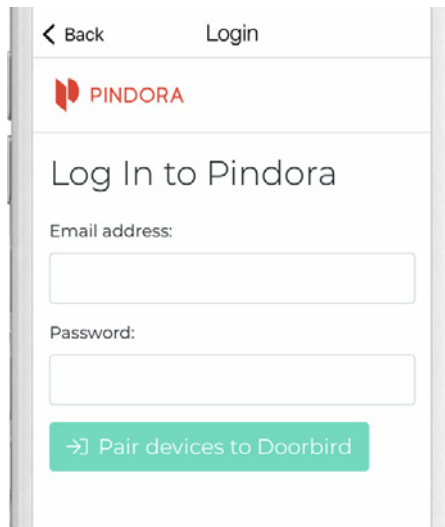 Back Login
PINDORA
Log In to Pindora
Email address:
Password:
Pair devices to Doorbird